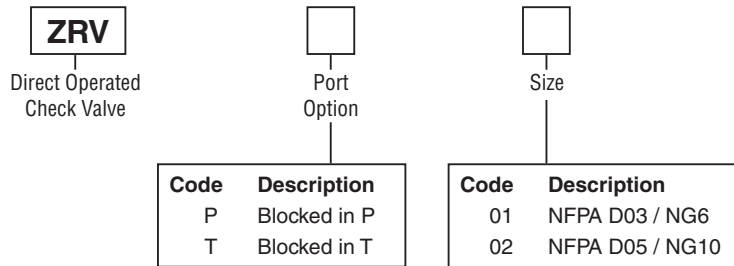 ZRV
Direct Operated
Check Valve
Port
Option
Size
Code Description
P Blocked in P
T Blocked in T
Code Description
01 NFPA D03 / NG6
02 NFPA D05 / NG10